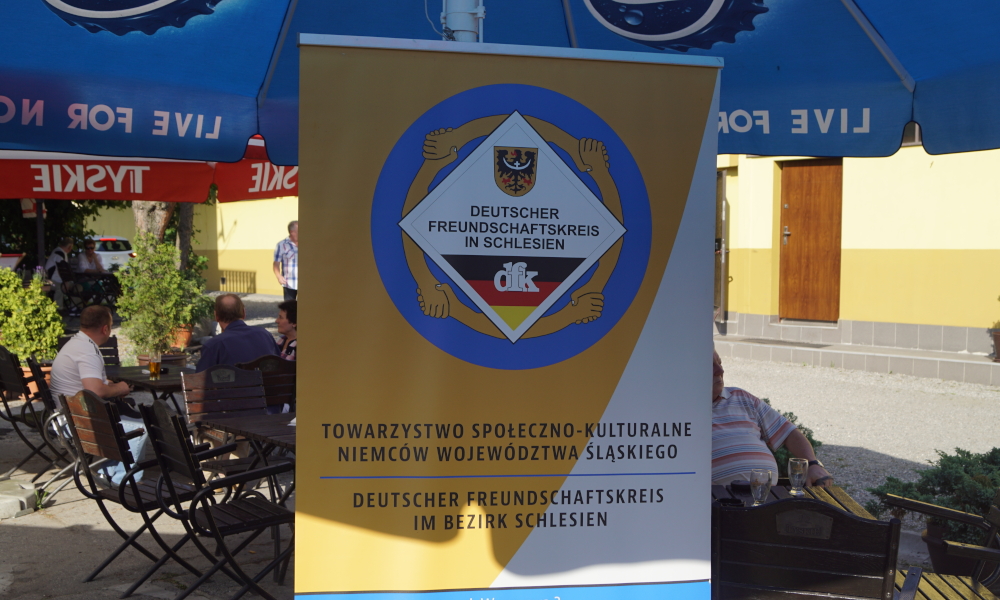 LIVE FOR NO
LIVE FOR
TYSKIE
TYSKIE
DEUTSCHER
FREUNDSCHAFTSKREIS
IN SCHLESIEN
dfk
TOWARZYSTWO SPOŁECZNO-KULTURALNE
NIEMCÓW WOJEWÓDZTWA ŚLĄSKIEGO
DEUTSCHER FREUNDSCHAFTSKREIS
IM BEZIRK SCHLESIEN